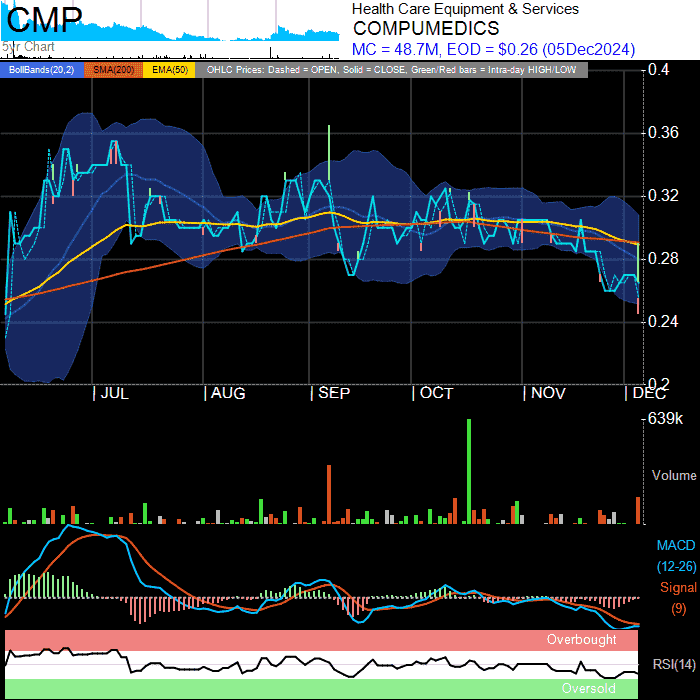 CMP
5yr Chart
Health Care Equipment & Services
COMPUMEDICS
MC = 48.7M, EOD = $0.26 (05Dec2024)
BollBands(20,2) SMA(200) EMA(50) OHLC Prices: Dashed = OPEN, Solid = CLOSE, Green/Red bars = Intra-day HIGH/LOW
0.4
0.36
0.32
0.28
0.24
0.2
JUL AUG SEP OCT NOV DEC
639k
Volume
MACD
(12-26)
Signal
(9)
Overbought
RSI(14)
Oversold